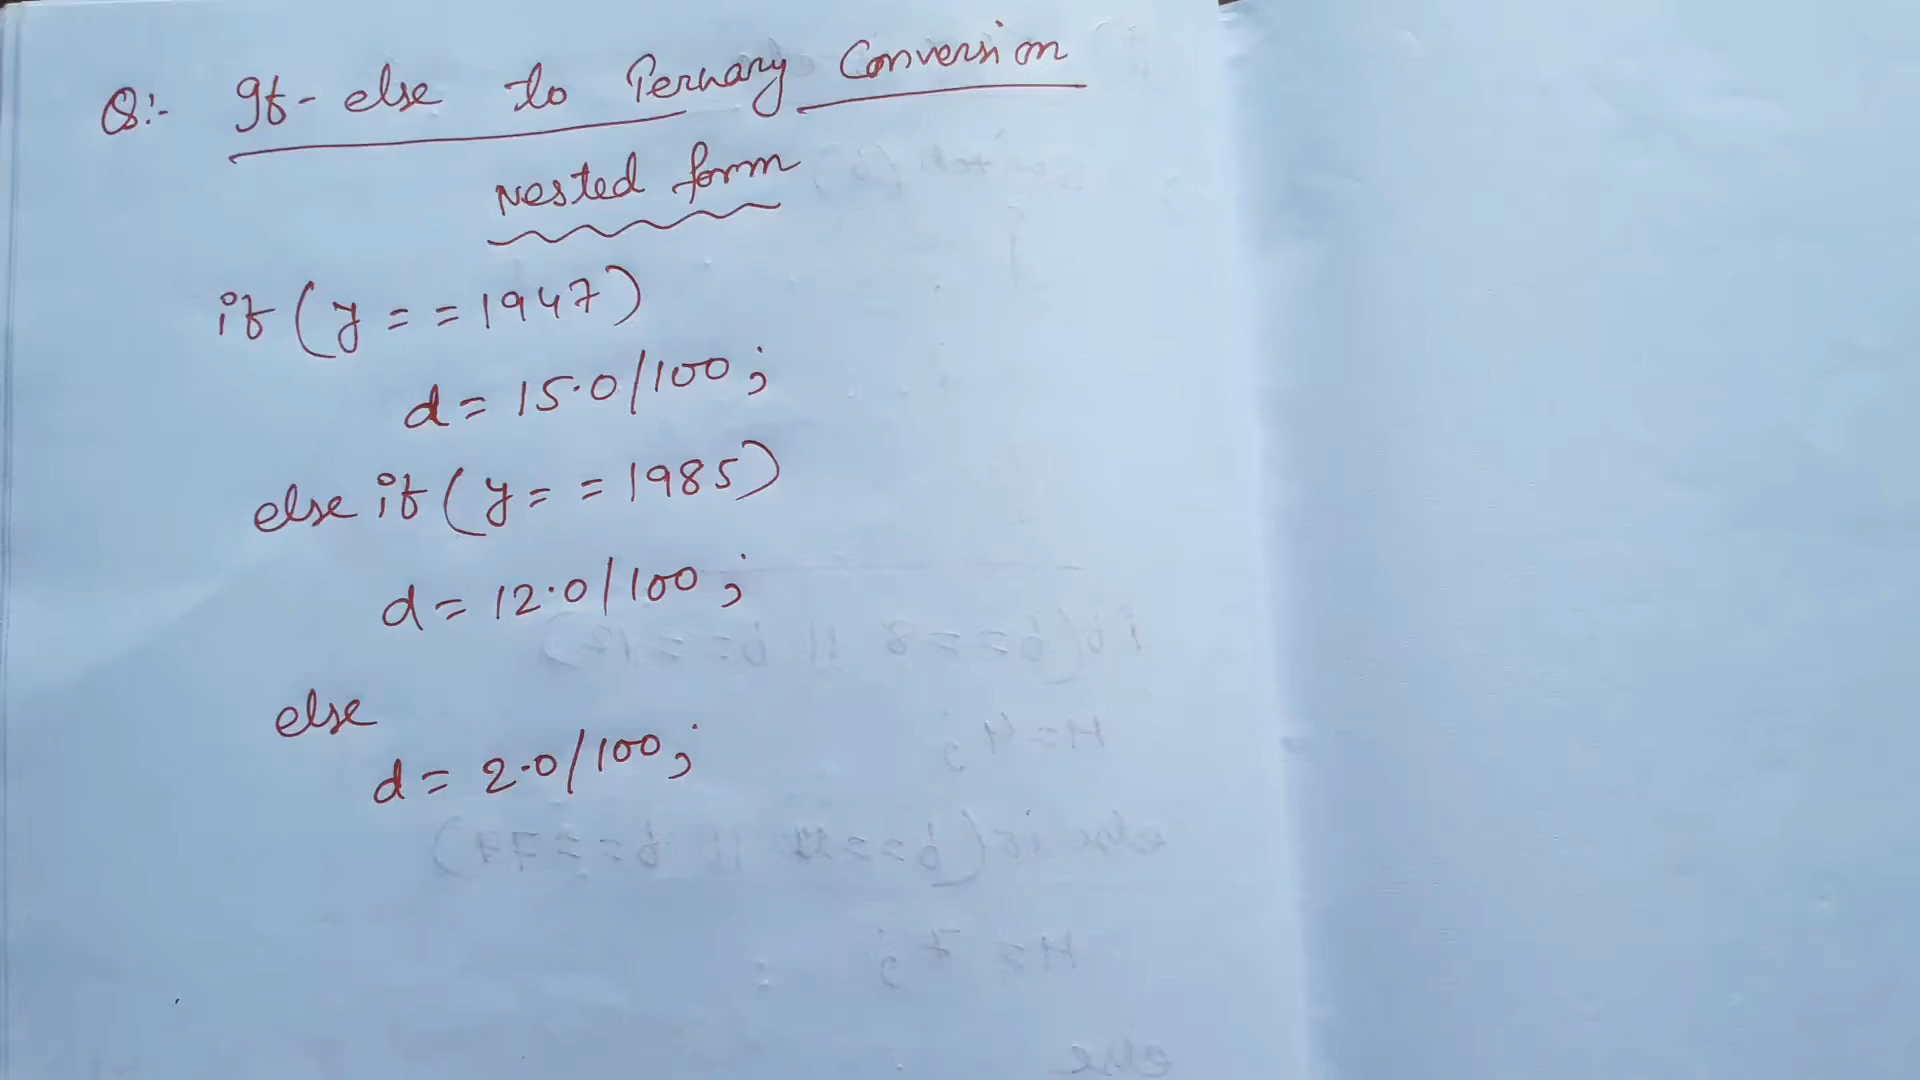 Q:- If-else to Ternary Conversion
Nested form
if (y = = 1947)
d = 15.0/100;
else if (y = = 1985)
d = 12.0/100;
else
d = 2.0/100;